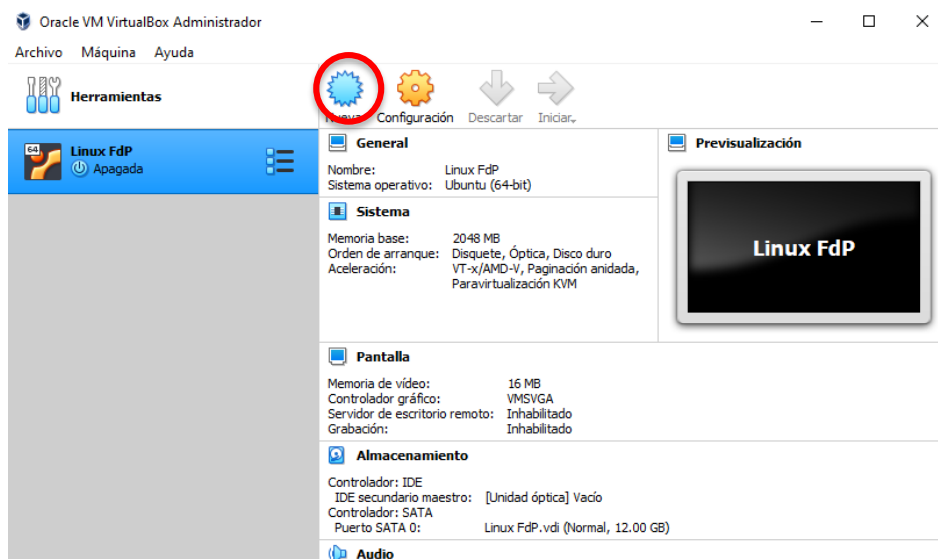 Oracle VM VirtualBox Administrador
Archivo Máquina Ayuda
Herramientas
Nueva Configuración Descartar Iniciar
64 Linux FdP
Apagada
General
Nombre: Linux FdP
Sistema operativo: Ubuntu (64-bit)
Sistema
Memoria base: 2048 MB
Orden de arranque: Disquete, Óptica, Disco duro
Aceleración: VT-x/AMD-V, Paginación anidada,
Paravirtualización KVM
Previsualización
Linux FdP
Pantalla
Memoria de vídeo: 16 MB
Controlador gráfico: VMSVGA
Servidor de escritorio remoto: Inhabilitado
Grabación: Inhabilitado
Almacenamiento
Controlador: IDE
IDE secundario maestro: [Unidad óptica] Vacío
Controlador: SATA
Puerto SATA 0: Linux FdP.vdi (Normal, 12.00 GB)
Audio